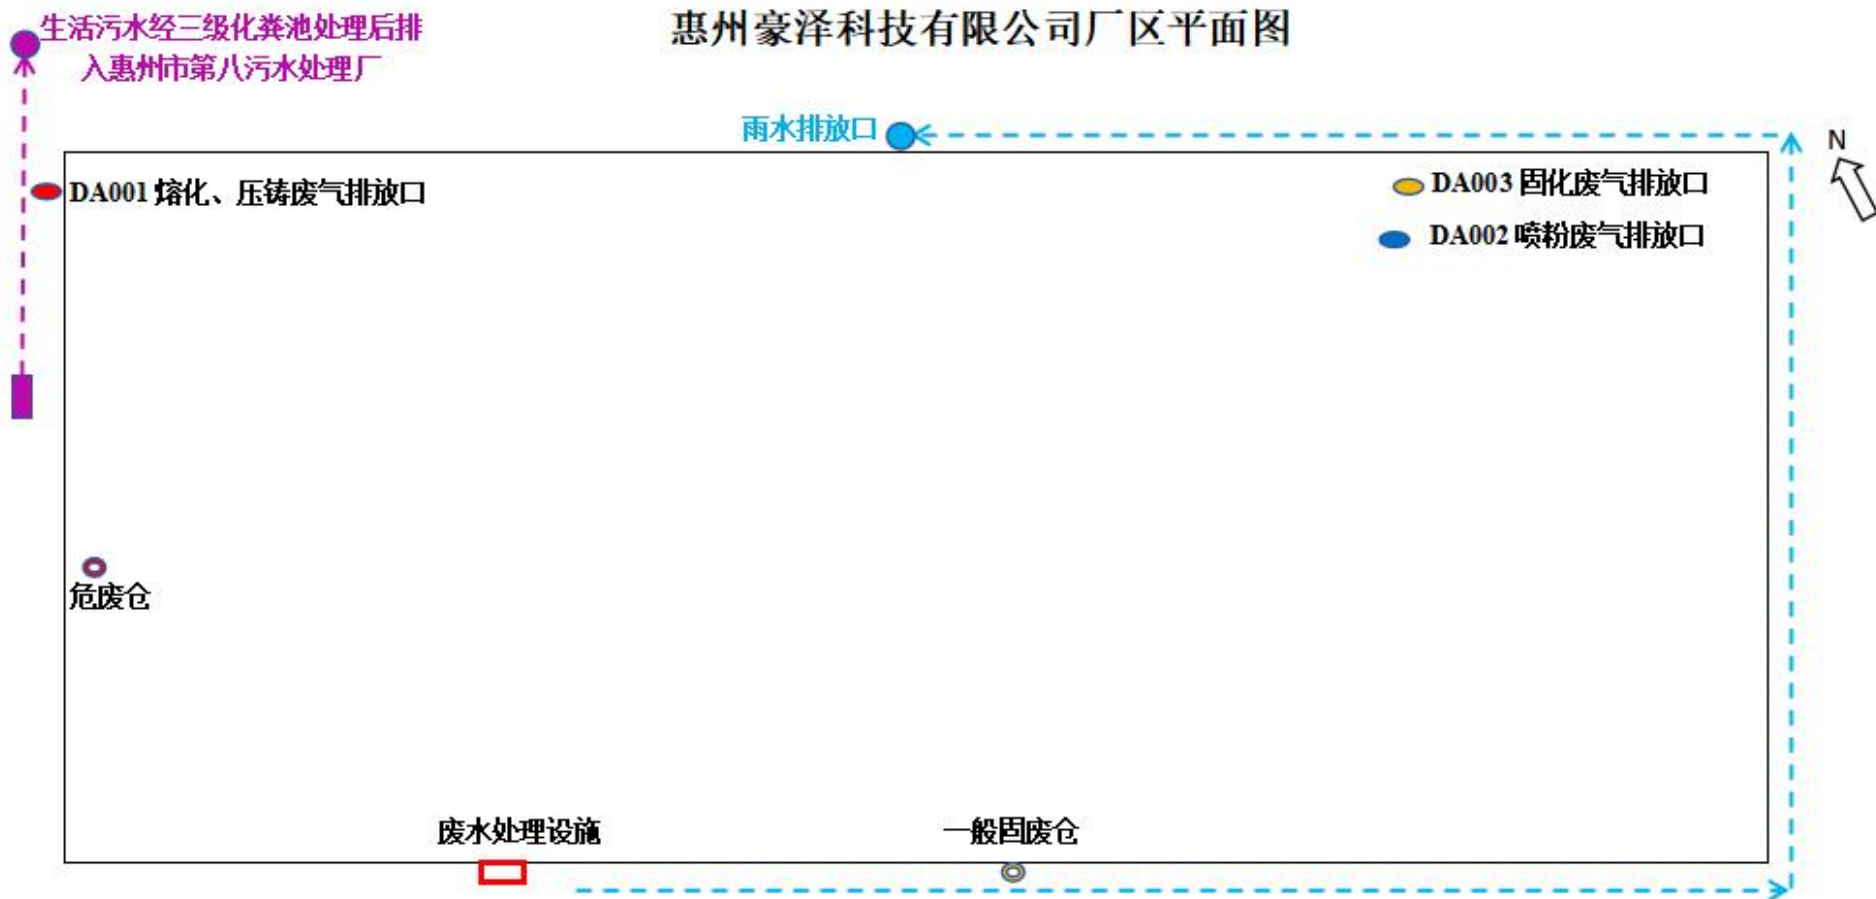 惠州豪泽科技有限公司厂区平面图
生活污水经三级化粪池处理后排
入惠州市第八污水处理厂
雨水排放口
N
DA001 熔化、压铸废气排放口
DA003 固化废气排放口
DA002 喷粉废气排放口
危废仓
废水处理设施
一般固废仓